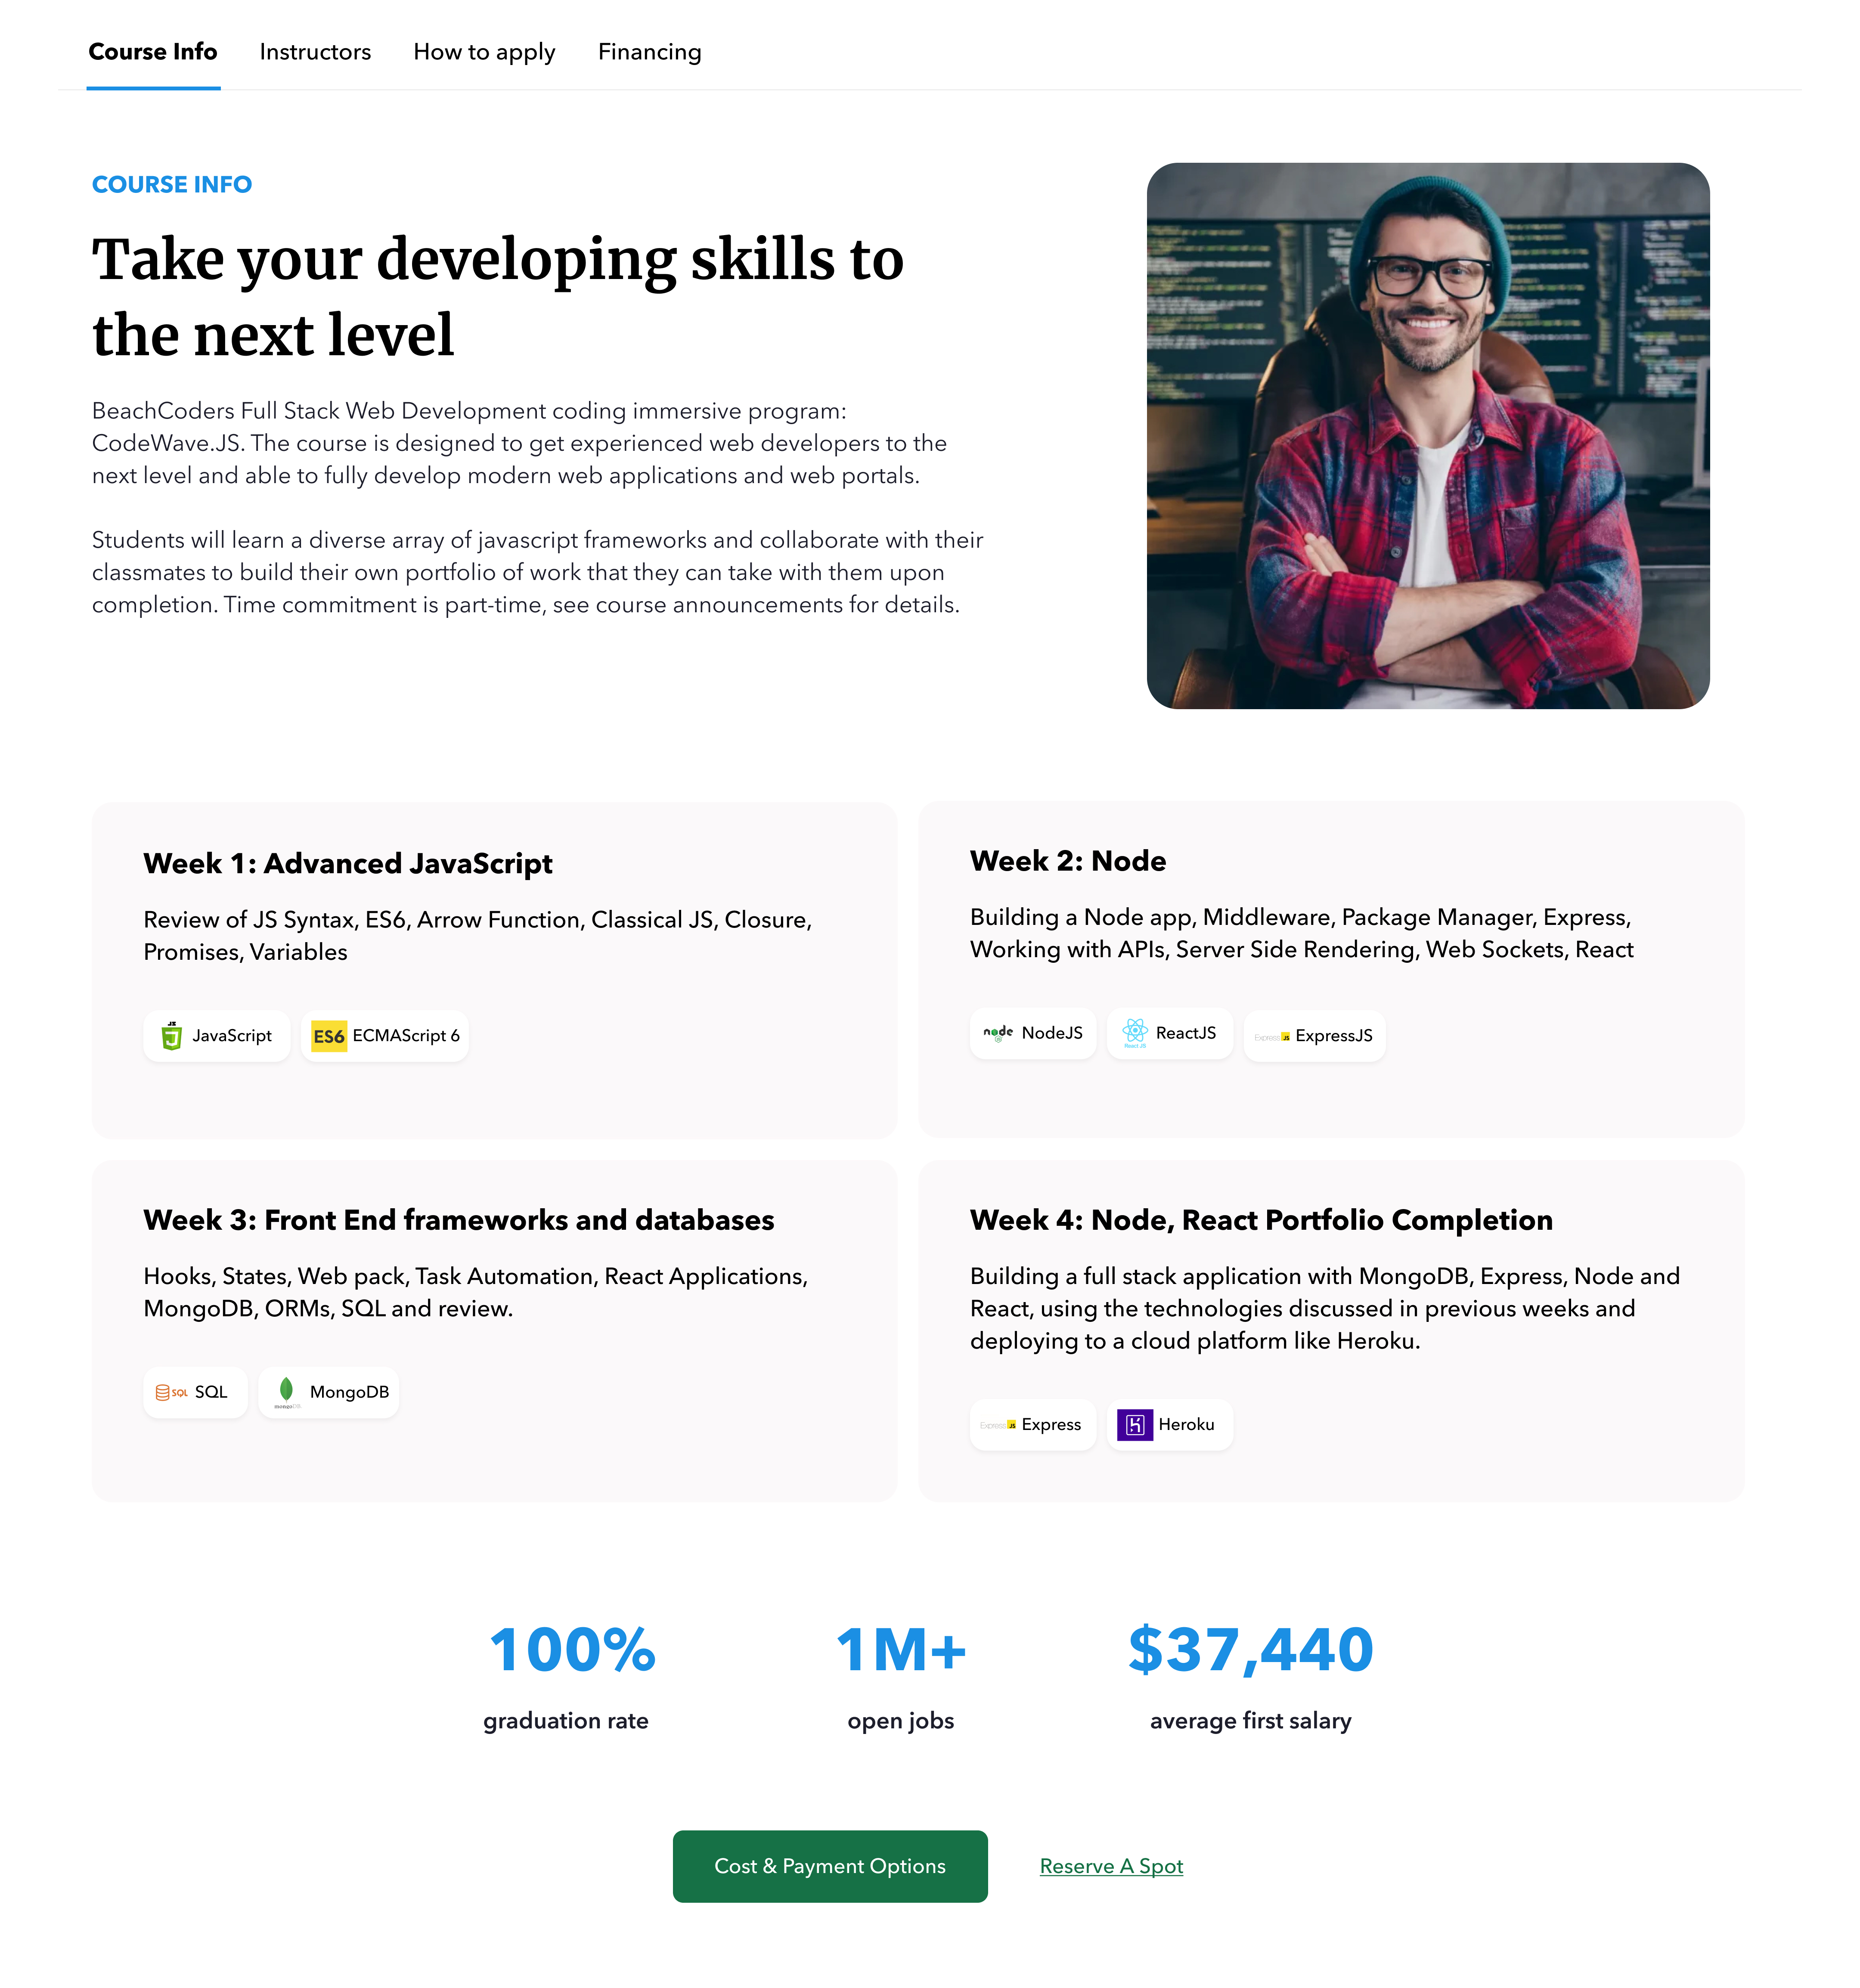 Course Info Instructors How to apply Financing
COURSE INFO
Take your developing skills to
the next level
BeachCoders Full Stack Web Development coding immersive program:
CodeWave.JS. The course is designed to get experienced web developers to the
next level and able to fully develop modern web applications and web portals.
Students will learn a diverse array of javascript frameworks and collaborate with their
classmates to build their own portfolio of work that they can take with them upon
completion. Time commitment is part-time, see course announcements for details.
Week 1: Advanced JavaScript
Review of JS Syntax, ES6, Arrow Function, Classical JS, Closure,
Promises, Variables
JS JavaScript ES6 ECMAScript 6
Week 2: Node
Building a Node app, Middleware, Package Manager, Express,
Working with APIs, Server Side Rendering, Web Sockets, React
node JS NodeJS React JS ReactJS Express JS ExpressJS
Week 3: Front End frameworks and databases
Hooks, States, Web pack, Task Automation, React Applications,
MongoDB, ORMs, SQL and review.
SQL SQL mongoDB MongoDB
Week 4: Node, React Portfolio Completion
Building a full stack application with MongoDB, Express, Node and
React, using the technologies discussed in previous weeks and
deploying to a cloud platform like Heroku.
Express JS Express Heroku
100% 1M+ $37,440
graduation rate open jobs average first salary
Cost & Payment Options Reserve A Spot